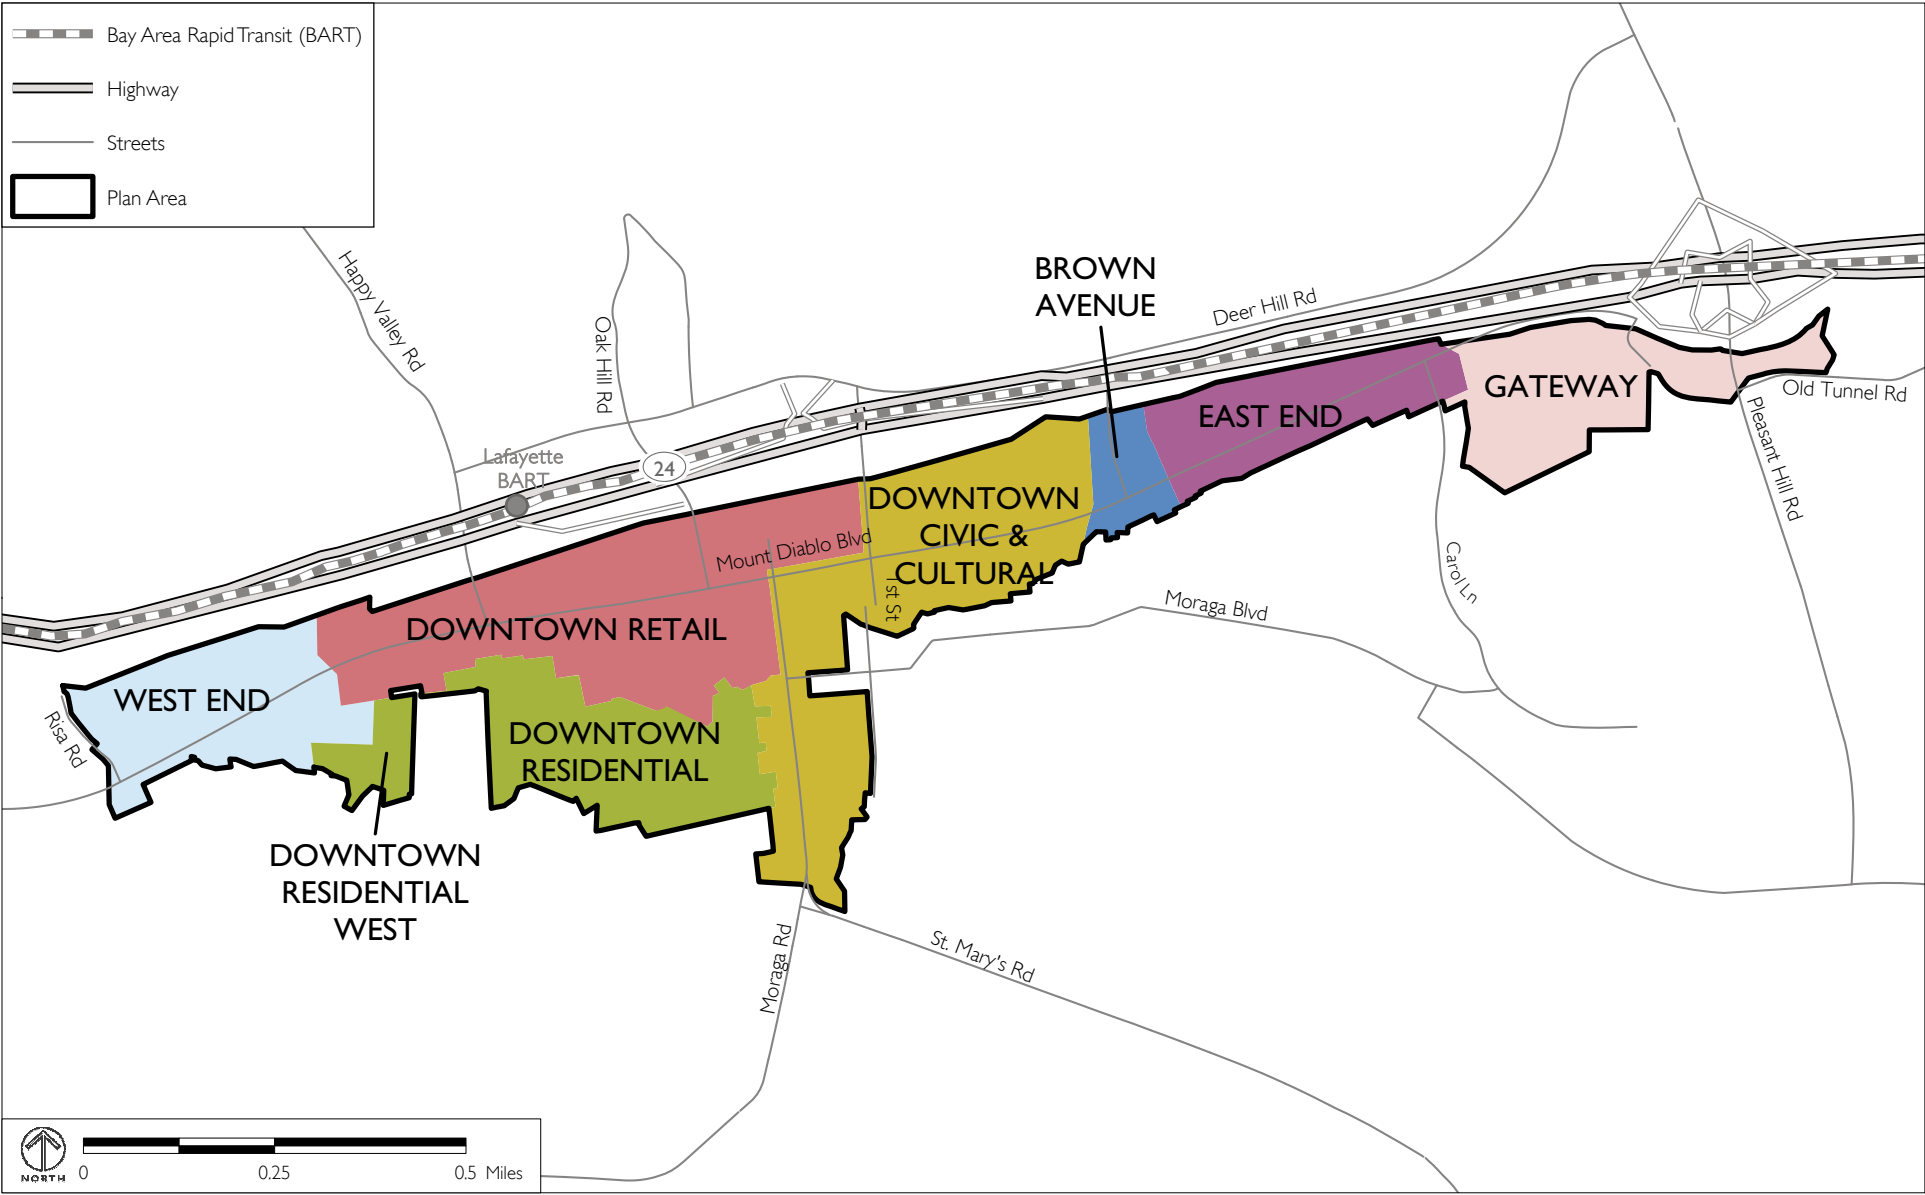 Bay Area Rapid Transit (BART)
Highway
Streets
Plan Area
Happy Valley Rd
Oak Hill Rd
BROWN
AVENUE
Deer Hill Rd
Lafayette
BART
24
EAST END
GATEWAY
Old Tunnel Rd
Pleasant Hill Rd
DOWNTOWN
CIVIC &
CULTURAL
Mount Diablo Blvd
1st St
Carol Ln
Moraga Blvd
DOWNTOWN RETAIL
WEST END
Risa Rd
DOWNTOWN
RESIDENTIAL
DOWNTOWN
RESIDENTIAL
WEST
Moraga Rd
St. Mary's Rd
NORTH
0
0.25
0.5 Miles